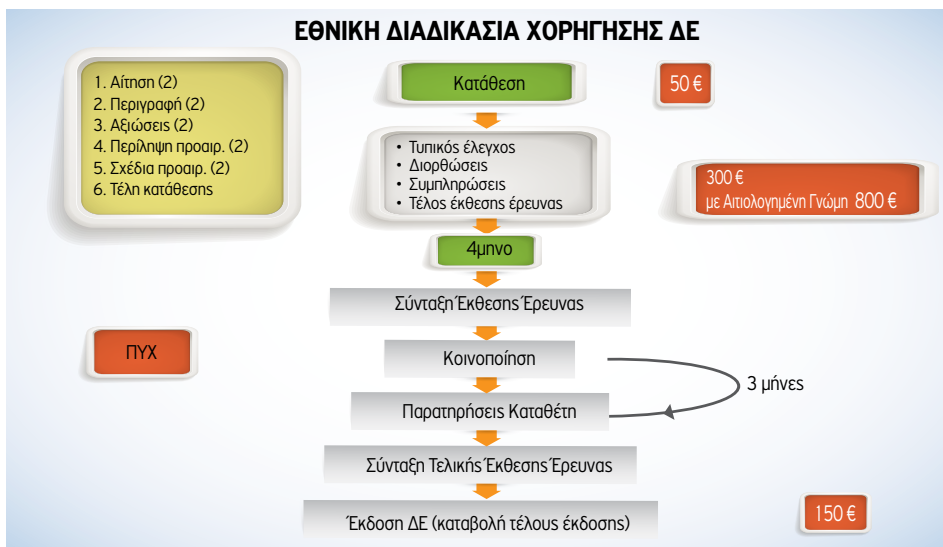 ΕΘΝΙΚΗ ΔΙΑΔΙΚΑΣΙΑ ΧΟΡΗΓΗΣΗΣ ΔΕ
1. Αίτηση (2)
2. Περιγραφή (2)
3. Αξιώσεις (2)
4. Περίληψη προαιρ. (2)
5. Σχέδια προαιρ. (2)
6. Τέλη κατάθεσης
Κατάθεση
50 €
• Τυπικός έλεγχος
• Διορθώσεις
• Συμπληρώσεις
• Τέλος έκθεσης έρευνας
300 €
με Αιτιολογημένη Γνώμη 800 €
4μηνο
Σύνταξη Έκθεσης Έρευνας
ΠΥΧ
Κοινοποίηση
3 μήνες
Παρατηρήσεις Καταθέτη
Σύνταξη Τελικής Έκθεσης Έρευνας
Έκδοση ΔΕ (καταβολή τέλους έκδοσης)
150 €